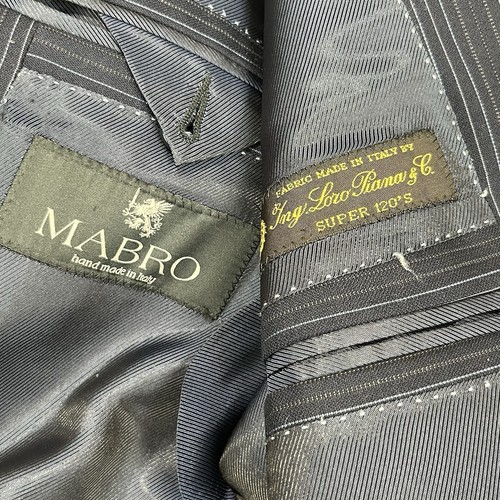 MABRO
hand made in Italy
FABRIC MADE IN ITALY BY
Ing. Loro Piana & C.
SUPER 120'S